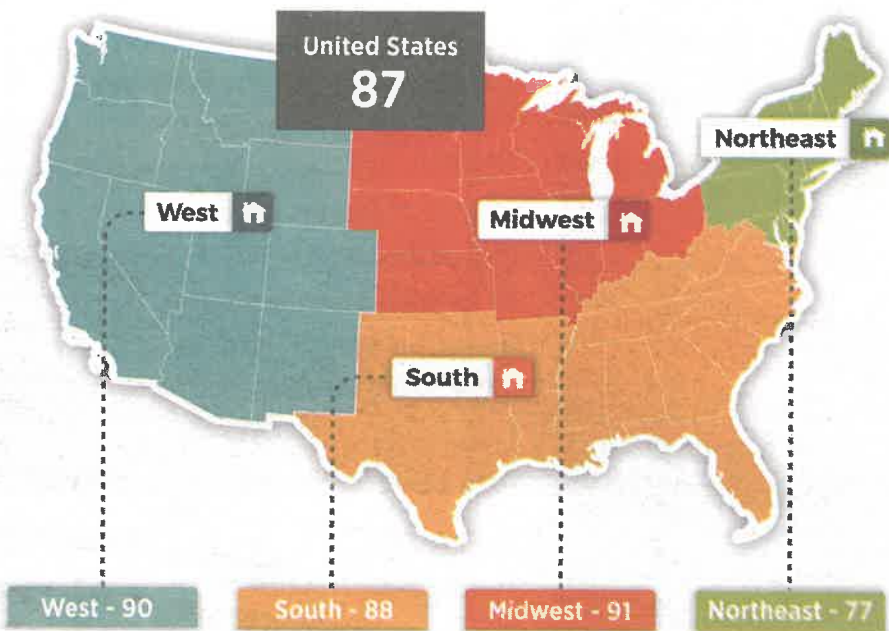 United States
87
Northeast
West
Midwest
South
West - 90
South - 88
Midwest - 91
Northeast - 77